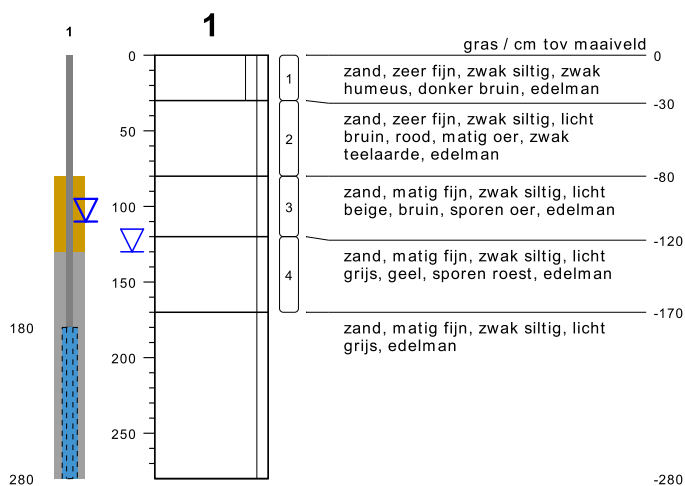 1
1
gras / cm tov maaiveld
0
0
1
zand, zeer fijn, zwak siltig, zwak
humeus, donker bruin, edelman
-30
50
2
zand, zeer fijn, zwak siltig, licht
bruin, rood, matig oer, zwak
teelaarde, edelman
-80
100
3
zand, matig fijn, zwak siltig, licht
beige, bruin, sporen oer, edelman
-120
150
4
zand, matig fijn, zwak siltig, licht
grijs, geel, sporen roest, edelman
-170
180
zand, matig fijn, zwak siltig, licht
grijs, edelman
200
250
280
-280